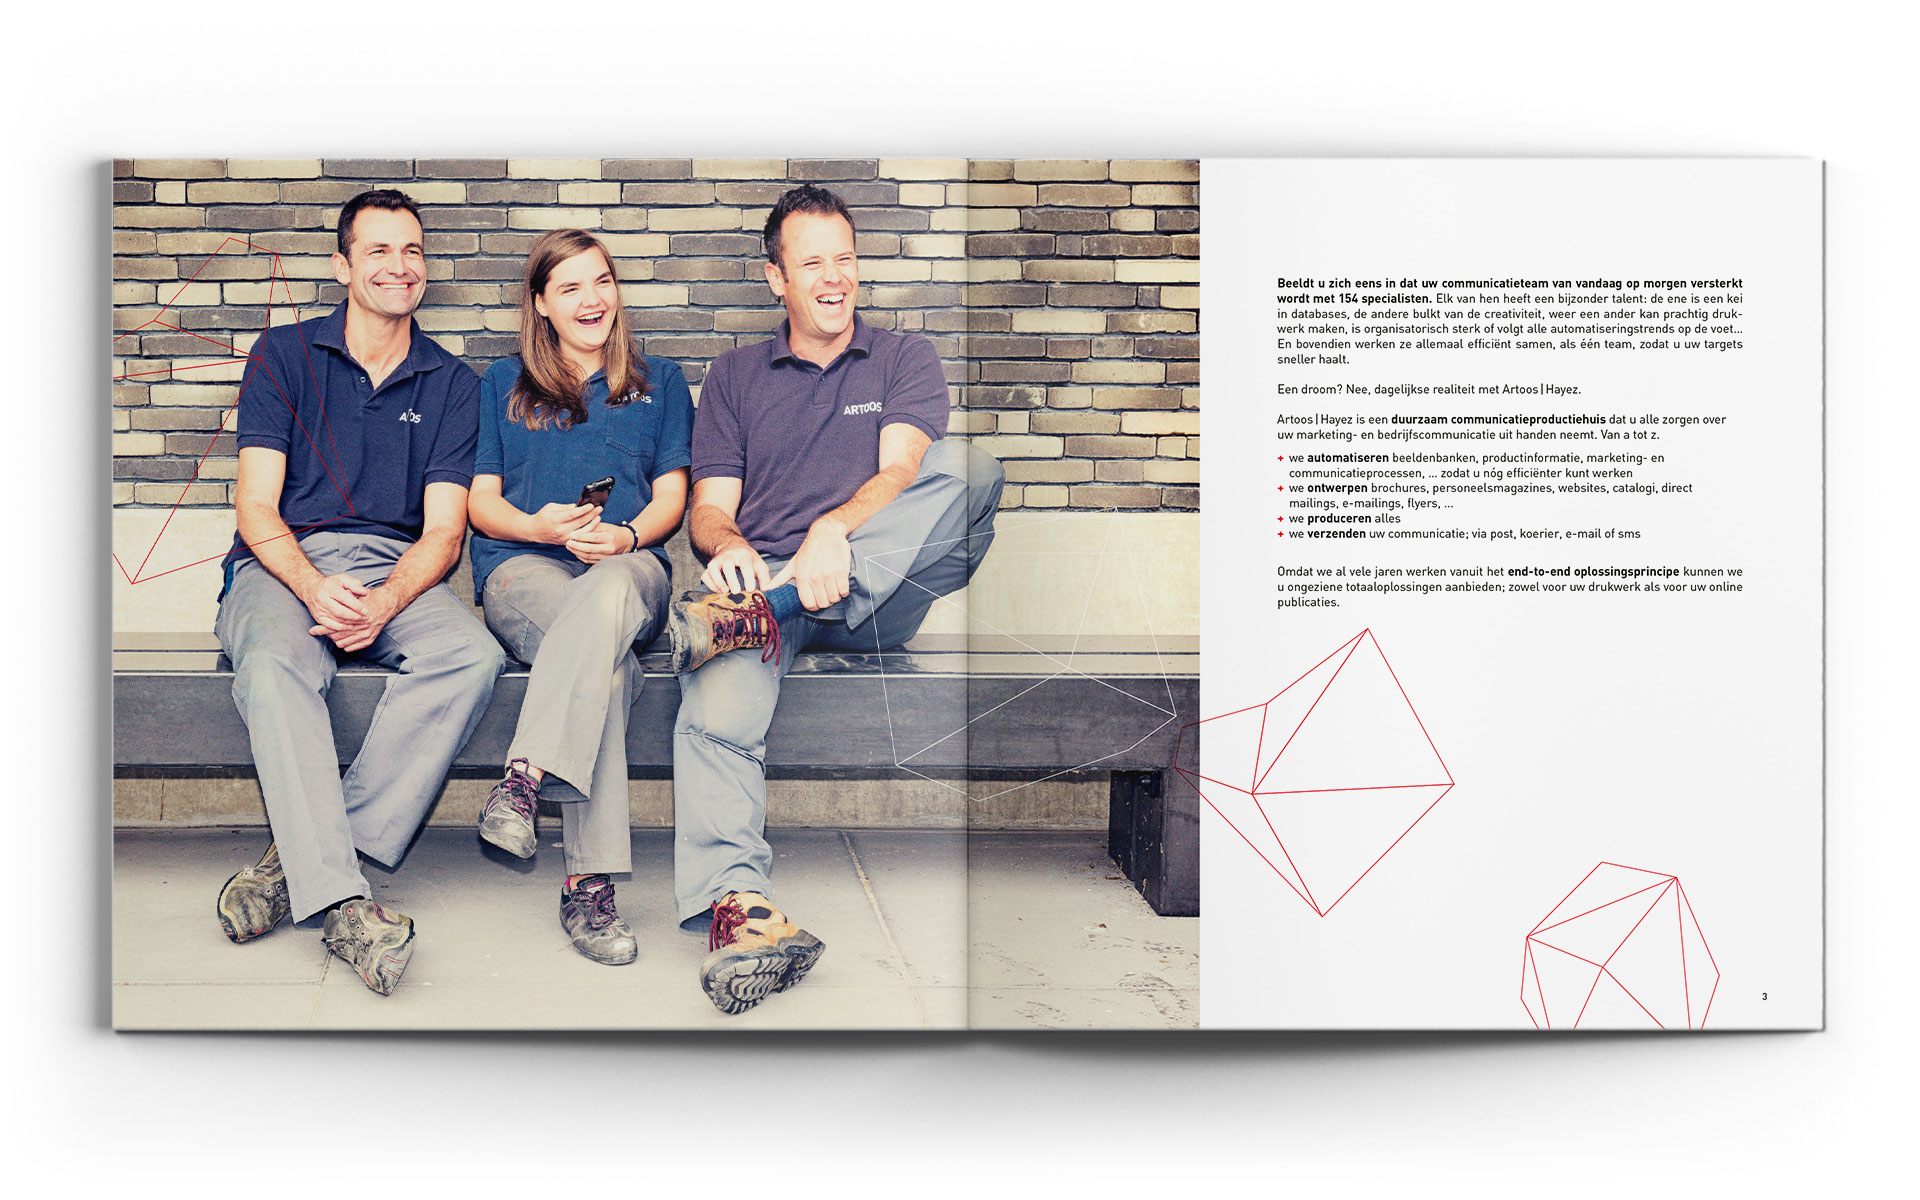 ARTOOS
Beeldt u zich eens in dat uw communicatieteam van vandaag op morgen versterkt
wordt met 154 specialisten. Elk van hen heeft een bijzonder talent: de ene is een kei
in databases, de andere bulkt van de creativiteit, weer een ander kan prachtig druk-
werk maken, is organisatorisch sterk of volgt alle automatiseringstrends op de voet...
En bovendien werken ze allemaal efficiënt samen, als één team, zodat u uw targets
sneller haalt.
Een droom? Nee, dagelijkse realiteit met Artoos|Hayez.
Artoos|Hayez is een duurzaam communicatieproductiehuis dat u alle zorgen over
uw marketing- en bedrijfscommunicatie uit handen neemt. Van a tot z.
+ we automatiseren beeldenbanken, productinformatie, marketing- en
communicatieprocessen, ... zodat u nóg efficiënter kunt werken
+ we ontwerpen brochures, personeelsmagazines, websites, catalogi, direct
mailings, e-mailings, flyers, ...
+ we produceren alles
+ we verzenden uw communicatie; via post, koerier, e-mail of sms
Omdat we al vele jaren werken vanuit het end-to-end oplossingsprincipe kunnen we
u ongeziene totaaloplossingen aanbieden; zowel voor uw drukwerk als voor uw online
publicaties.
3